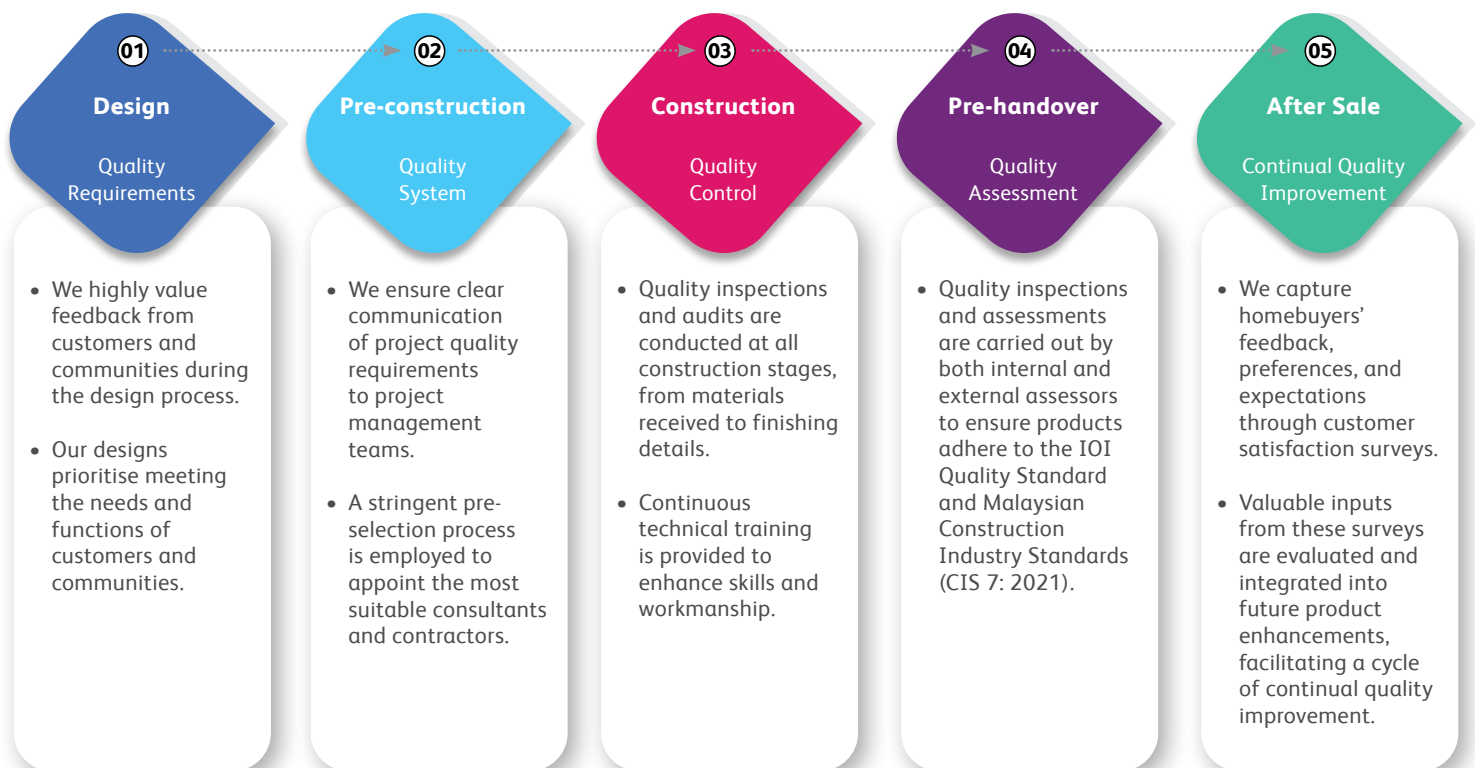 01
Design
Quality
Requirements
• We highly value
feedback from
customers and
communities during
the design process.
• Our designs
prioritise meeting
the needs and
functions of
customers and
communities.
02
Pre-construction
Quality
System
• We ensure clear
communication
of project quality
requirements
to project
management
teams.
• A stringent pre-
selection process
is employed to
appoint the most
suitable consultants
and contractors.
03
Construction
Quality
Control
• Quality inspections
and audits are
conducted at all
construction stages,
from materials
received to finishing
details.
• Continuous
technical training
is provided to
enhance skills and
workmanship.
04
Pre-handover
Quality
Assessment
• Quality inspections
and assessments
are carried out by
both internal and
external assessors
to ensure products
adhere to the IOI
Quality Standard
and Malaysian
Construction
Industry Standards
(CIS 7: 2021).
05
After Sale
Continual Quality
Improvement
• We capture
homebuyers’
feedback,
preferences, and
expectations
through customer
satisfaction surveys.
• Valuable inputs
from these surveys
are evaluated and
integrated into
future product
enhancements,
facilitating a cycle
of continual quality
improvement.